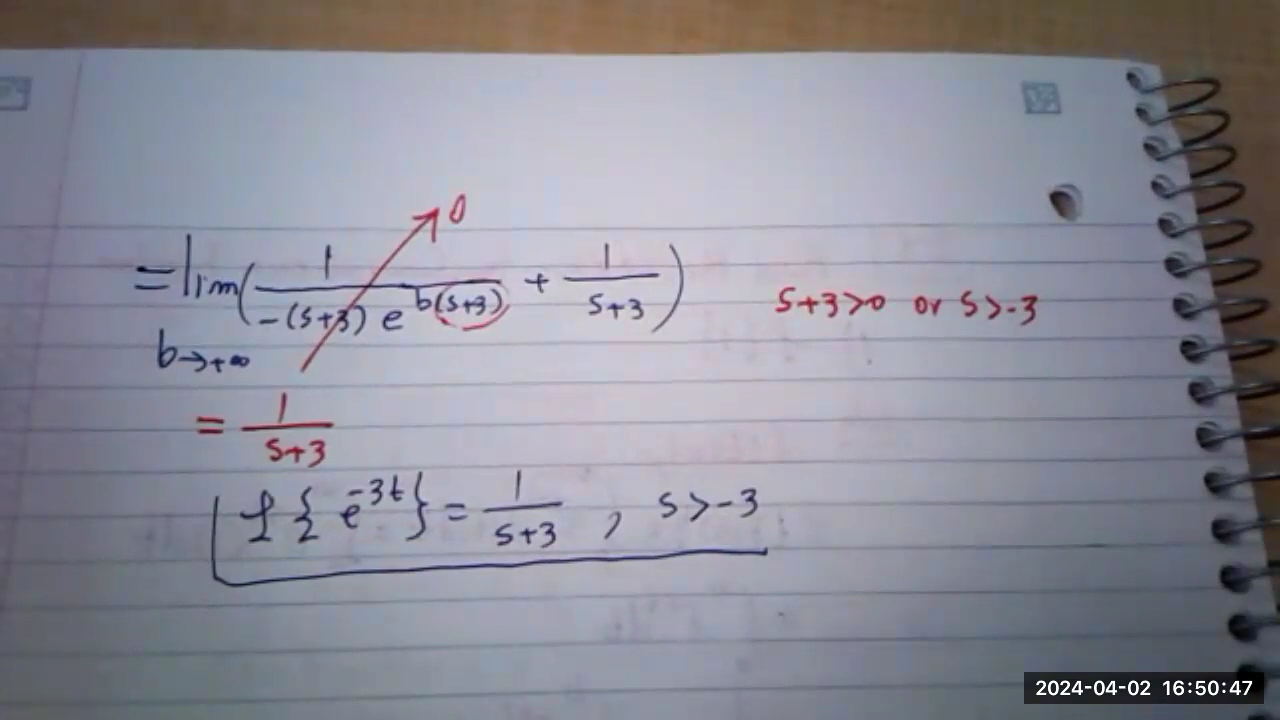 0
= lim ( 1 / (-(s+3) e^{b(s+3)}) + 1 / (s+3) ) s+3>0 or s>-3
b→+∞
= 1 / (s+3)
ℒ { e^{-3t} } = 1 / (s+3) , s>-3
2024-04-02 16:50:47